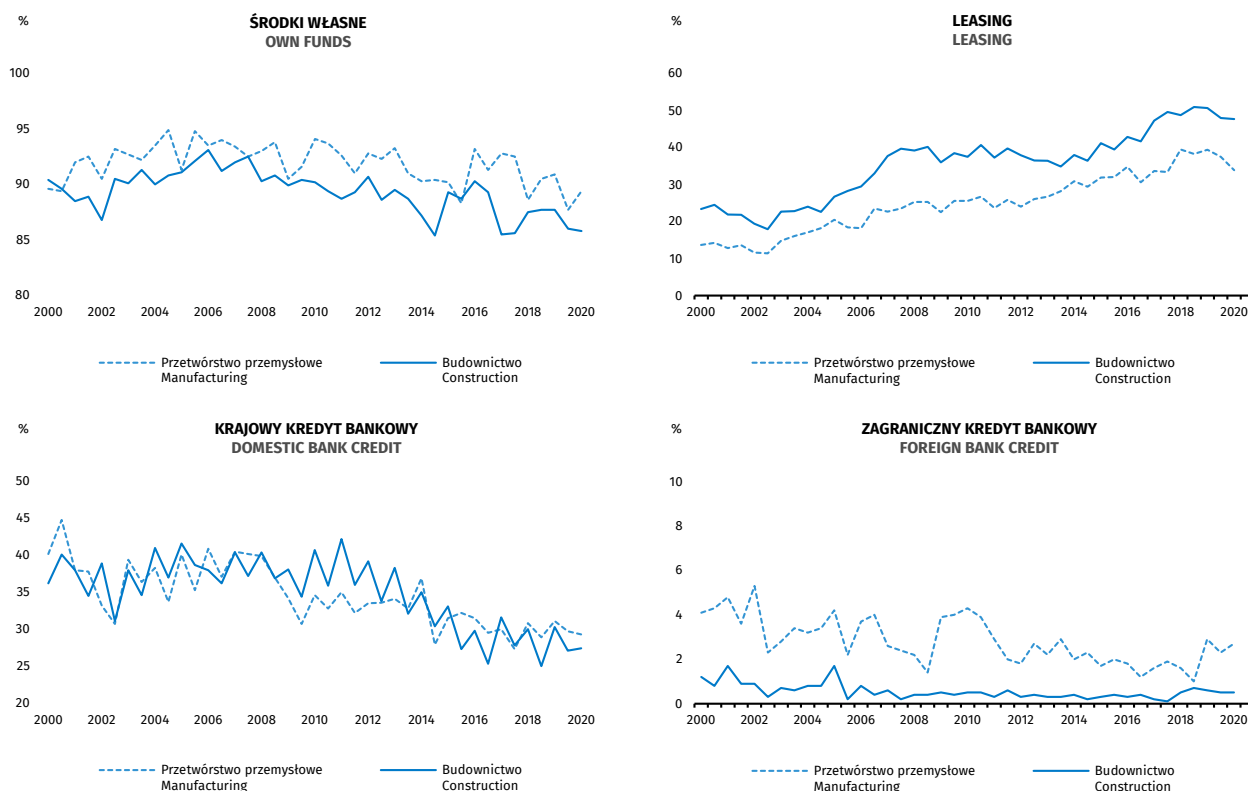 %
ŚRODKI WŁASNE
OWN FUNDS
100
95
90
85
80
2000 2002 2004 2006 2008 2010 2012 2014 2016 2018 2020
Przetwórstwo przemysłowe
Manufacturing
Budownictwo
Construction
%
LEASING
LEASING
60
50
40
30
20
10
0
2000 2002 2004 2006 2008 2010 2012 2014 2016 2018 2020
Przetwórstwo przemysłowe
Manufacturing
Budownictwo
Construction
%
KRAJOWY KREDYT BANKOWY
DOMESTIC BANK CREDIT
50
45
40
35
30
25
20
2000 2002 2004 2006 2008 2010 2012 2014 2016 2018 2020
Przetwórstwo przemysłowe
Manufacturing
Budownictwo
Construction
%
ZAGRANICZNY KREDYT BANKOWY
FOREIGN BANK CREDIT
10
8
6
4
2
0
2000 2002 2004 2006 2008 2010 2012 2014 2016 2018 2020
Przetwórstwo przemysłowe
Manufacturing
Budownictwo
Construction